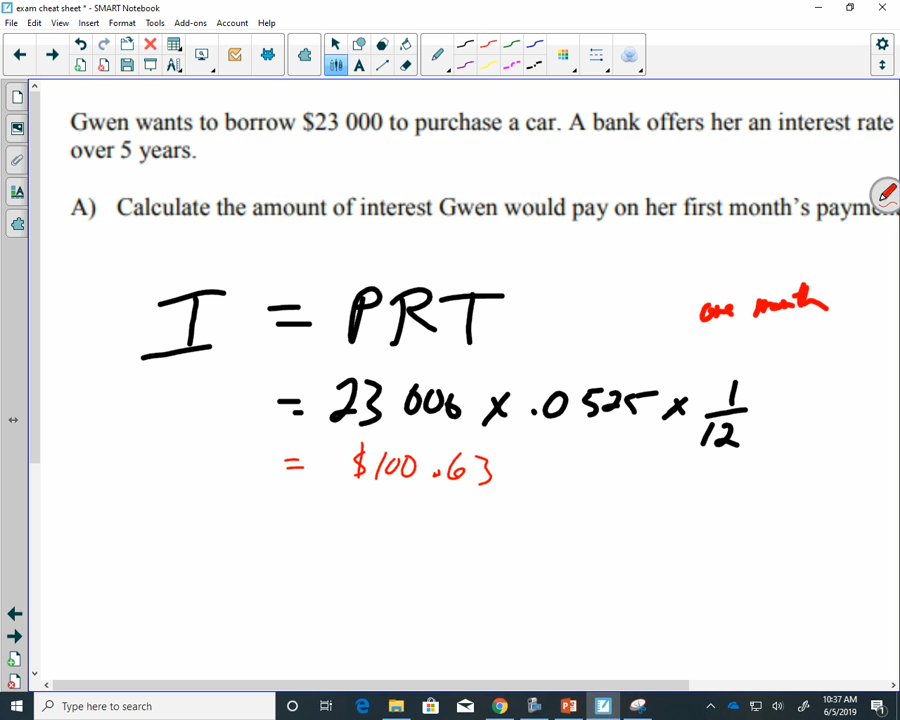 exam cheat sheet * - SMART Notebook
File Edit View Insert Format Tools Add-ons Account Help
Gwen wants to borrow $23 000 to purchase a car. A bank offers her an interest rate
over 5 years.
A) Calculate the amount of interest Gwen would pay on her first month's payme
I = PRT
one month
= 23 000 x .0525 x 1/12
= $100.63
Type here to search
10:37 AM
6/5/2019
1